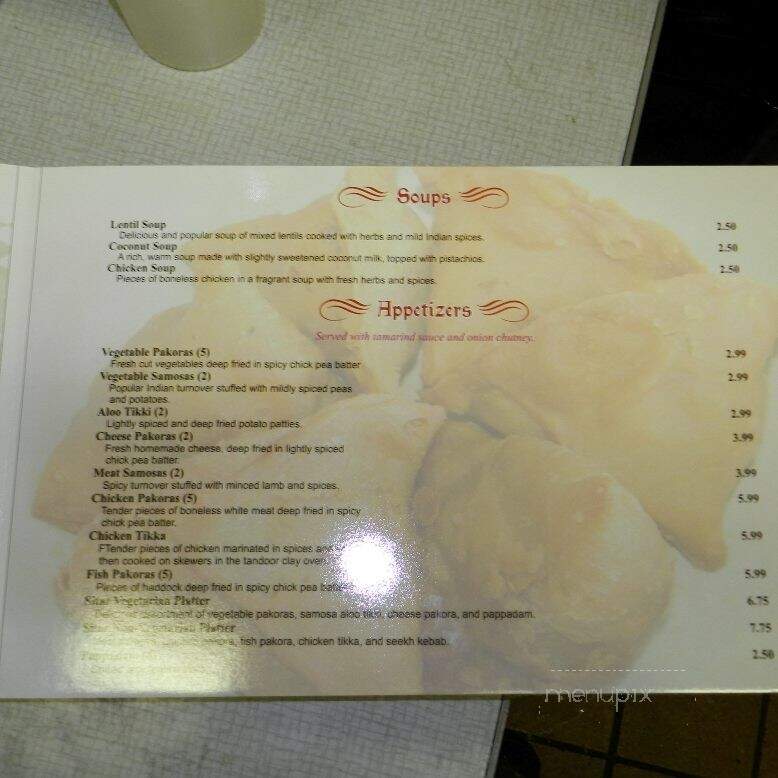 Soups
Lentil Soup 2.50
Delicious and popular soup of mixed lentils cooked with herbs and mild Indian spices.
Coconut Soup 2.50
A rich, warm soup made with slightly sweetened coconut milk, topped with pistachios.
Chicken Soup 2.50
Pieces of boneless chicken in a fragrant soup with fresh herbs and spices.
Appetizers
Served with tamarind sauce and onion chutney.
Vegetable Pakoras (5) 2.99
Fresh cut vegetables deep fried in spicy chick pea batter
Vegetable Samosas (2) 2.99
Popular Indian turnover stuffed with mildly spiced peas
and potatoes.
Aloo Tikki (2) 2.99
Lightly spiced and deep fried potato patties.
Cheese Pakoras (2) 3.99
Fresh homemade cheese, deep fried in lightly spiced
chick pea batter.
Meat Samosas (2) 3.99
Spicy turnover stuffed with minced lamb and spices.
Chicken Pakoras (5) 5.99
Tender pieces of boneless white meat deep fried in spicy
chick pea batter.
Chicken Tikka 5.99
FTender pieces of chicken marinated in spices and
then cooked on skewers in the tandoor clay oven.
Fish Pakoras (5) 5.99
Pieces of haddock deep fried in spicy chick pea batter
Sitar Vegetarian Platter 6.75
assortment of vegetable pakoras, samosa aloo tikki, cheese pakora, and pappadam.
Platter 7.75
fish pakora, chicken tikka, and seekh kebab.
2.50
menupix